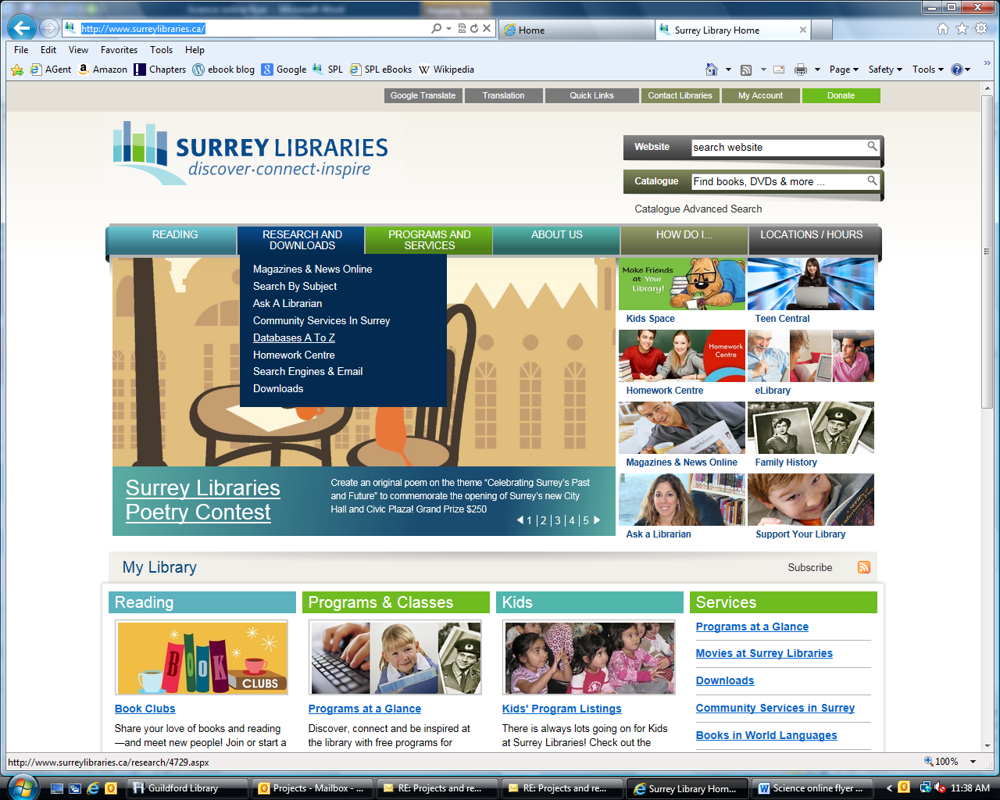 Science online flyer - Microsoft Word
http://www.surreylibraries.ca/
Home
Surrey Library Home
File Edit View Favorites Tools Help
AGent Amazon Chapters ebook blog Google SPL SPL eBooks Wikipedia
Page Safety Tools
Google Translate Translation Quick Links Contact Libraries My Account Donate
SURREY LIBRARIES
discover·connect·inspire
Website search website
Catalogue Find books, DVDs & more ...
Catalogue Advanced Search
READING RESEARCH AND DOWNLOADS PROGRAMS AND SERVICES ABOUT US HOW DO I... LOCATIONS / HOURS
Magazines & News Online
Search By Subject
Ask A Librarian
Community Services In Surrey
Databases A To Z
Homework Centre
Search Engines & Email
Downloads
Make Friends
at Your
Library!
Kids Space Teen Central
Homework
Centre
Homework Centre eLibrary
Magazines & News Online Family History
Ask a Librarian Support Your Library
Surrey Libraries
Poetry Contest
Create an original poem on the theme “Celebrating Surrey's Past
and Future” to commemorate the opening of Surrey's new City
Hall and Civic Plaza! Grand Prize $250
1 | 2 | 3 | 4 | 5
My Library
Subscribe
Reading Programs & Classes Kids Services
BOOK
CLUBS
Book Clubs
Share your love of books and reading
—and meet new people! Join or start a
Programs at a Glance
Discover, connect and be inspired at
the library with free programs for
Kids' Program Listings
There is always lots going on for Kids
at Surrey Libraries! Check out the
Programs at a Glance
Movies at Surrey Libraries
Downloads
Community Services in Surrey
Books in World Languages
http://www.surreylibraries.ca/research/4729.aspx
100%
Guildford Library
Projects - Mailbox - ...
RE: Projects and re...
RE: Projects and re...
Surrey Library Hom...
Science online flyer ...
11:38 AM